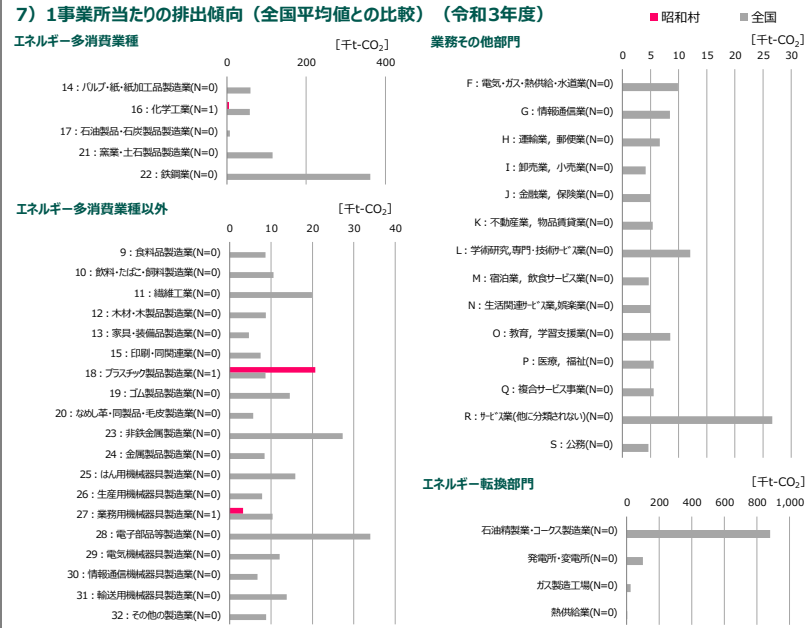 7）1事業所当たりの排出傾向（全国平均値との比較）（令和3年度）
昭和村 全国
エネルギー多消費業種
[千t-CO₂]
0 200 400
14：パルプ・紙・紙加工品製造業(N=0)
16：化学工業(N=1)
17：石油製品・石炭製品製造業(N=0)
21：窯業・土石製品製造業(N=0)
22：鉄鋼業(N=0)
エネルギー多消費業種以外
[千t-CO₂]
0 10 20 30 40
9：食料品製造業(N=0)
10：飲料・たばこ・飼料製造業(N=0)
11：繊維工業(N=0)
12：木材・木製品製造業(N=0)
13：家具・装備品製造業(N=0)
15：印刷・同関連業(N=0)
18：プラスチック製品製造業(N=1)
19：ゴム製品製造業(N=0)
20：なめし革・同製品・毛皮製造業(N=0)
23：非鉄金属製造業(N=0)
24：金属製品製造業(N=0)
25：はん用機械器具製造業(N=0)
26：生産用機械器具製造業(N=0)
27：業務用機械器具製造業(N=1)
28：電子部品等製造業(N=0)
29：電気機械器具製造業(N=0)
30：情報通信機械器具製造業(N=0)
31：輸送用機械器具製造業(N=0)
32：その他の製造業(N=0)
業務その他部門
[千t-CO₂]
0 5 10 15 20 25 30
F：電気・ガス・熱供給・水道業(N=0)
G：情報通信業(N=0)
H：運輸業，郵便業(N=0)
I：卸売業，小売業(N=0)
J：金融業，保険業(N=0)
K：不動産業，物品賃貸業(N=0)
L：学術研究,専門・技術ｻｰﾋﾞｽ業(N=0)
M：宿泊業，飲食サービス業(N=0)
N：生活関連ｻｰﾋﾞｽ業,娯楽業(N=0)
O：教育，学習支援業(N=0)
P：医療，福祉(N=0)
Q：複合サービス事業(N=0)
R：ｻｰﾋﾞｽ業(他に分類されない)(N=0)
S：公務(N=0)
エネルギー転換部門
[千t-CO₂]
0 200 400 600 800 1,000
石油精製業・コークス製造業(N=0)
発電所・変電所(N=0)
ガス製造工場(N=0)
熱供給業(N=0)